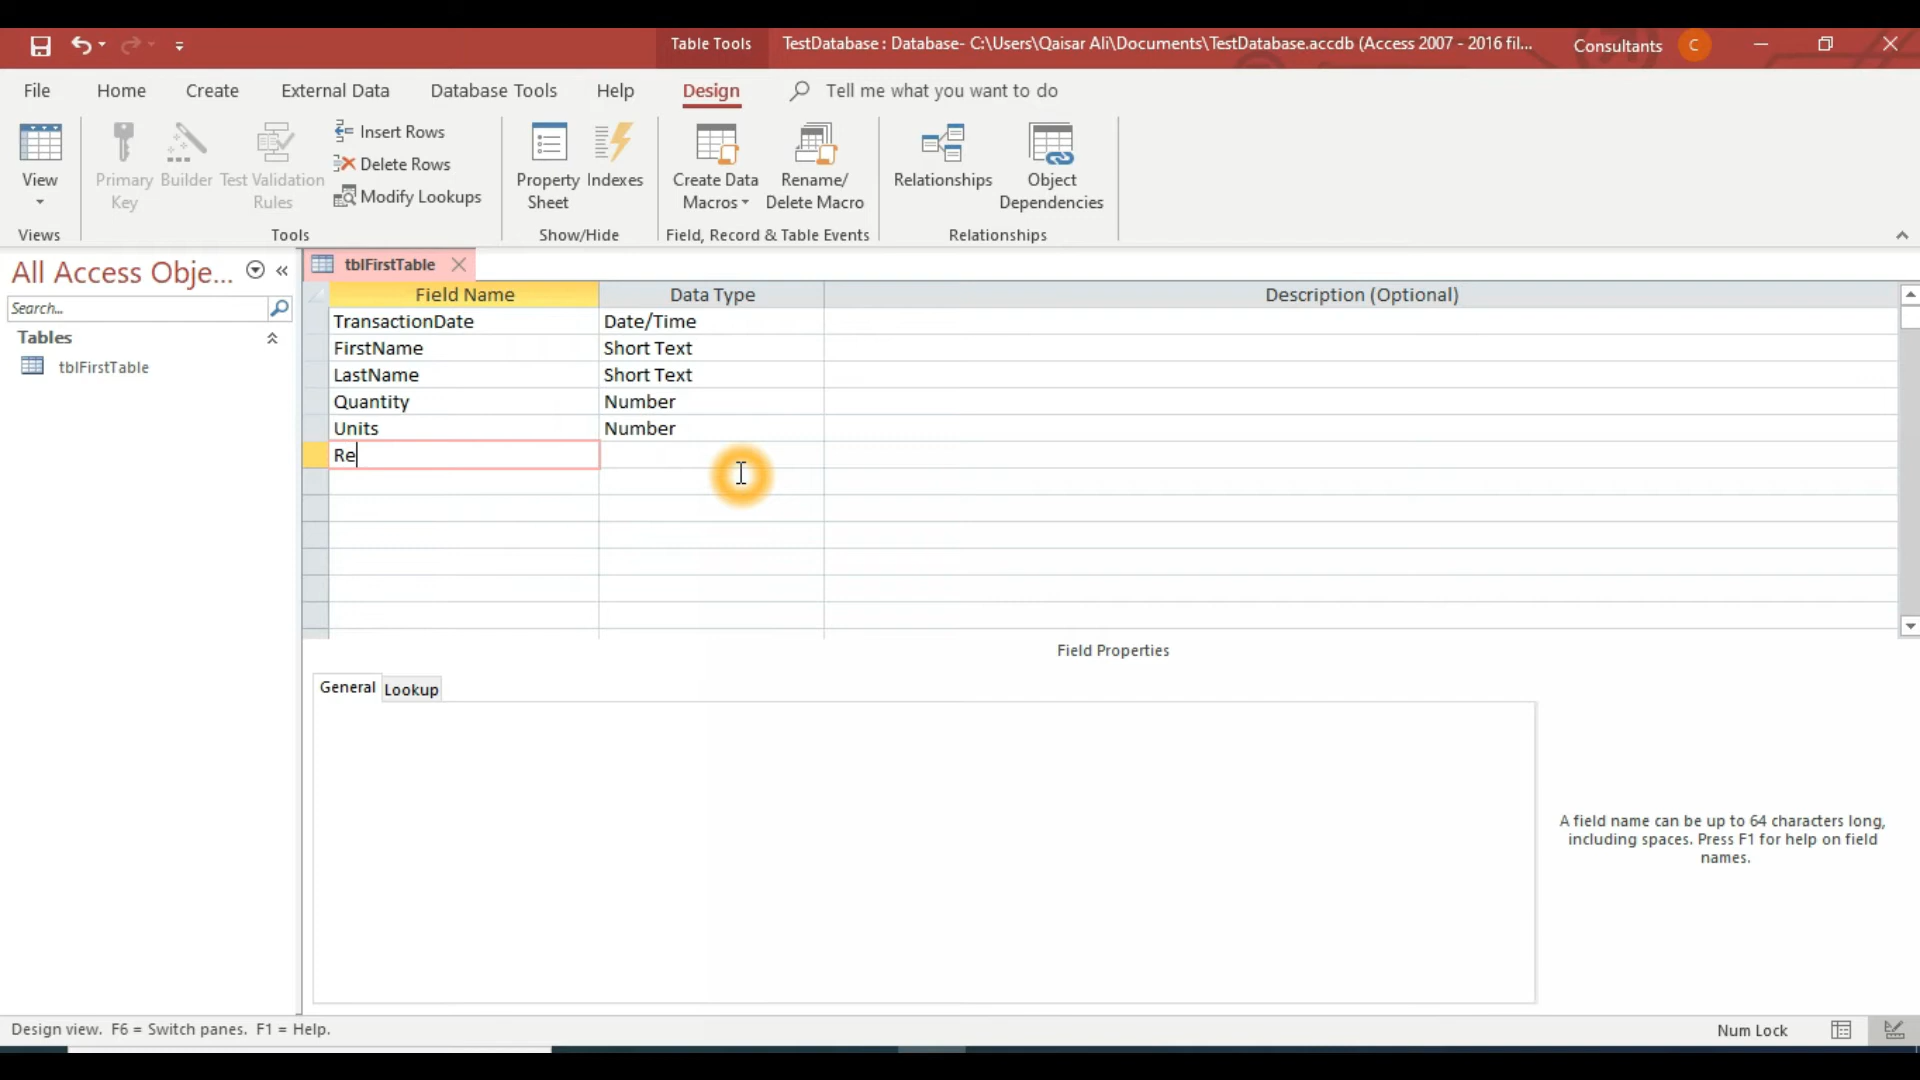 Table Tools
TestDatabase : Database- C:\Users\Qaisar Ali\Documents\TestDatabase.accdb (Access 2007 - 2016 fil...
Consultants
C
File
Home
Create
External Data
Database Tools
Help
Design
Tell me what you want to do
View
Primary Key
Builder
Test Validation Rules
Insert Rows
Delete Rows
Modify Lookups
Property Sheet
Indexes
Create Data Macros
Rename/ Delete Macro
Relationships
Object Dependencies
Views
Tools
Show/Hide
Field, Record & Table Events
Relationships
All Access Obje...
Search...
Tables
tblFirstTable
tblFirstTable
Field Name
Data Type
Description (Optional)
TransactionDate
Date/Time
FirstName
Short Text
LastName
Short Text
Quantity
Number
Units
Number
Re
Field Properties
General
Lookup
A field name can be up to 64 characters long,
including spaces. Press F1 for help on field
names.
Design view. F6 = Switch panes. F1 = Help.
Num Lock